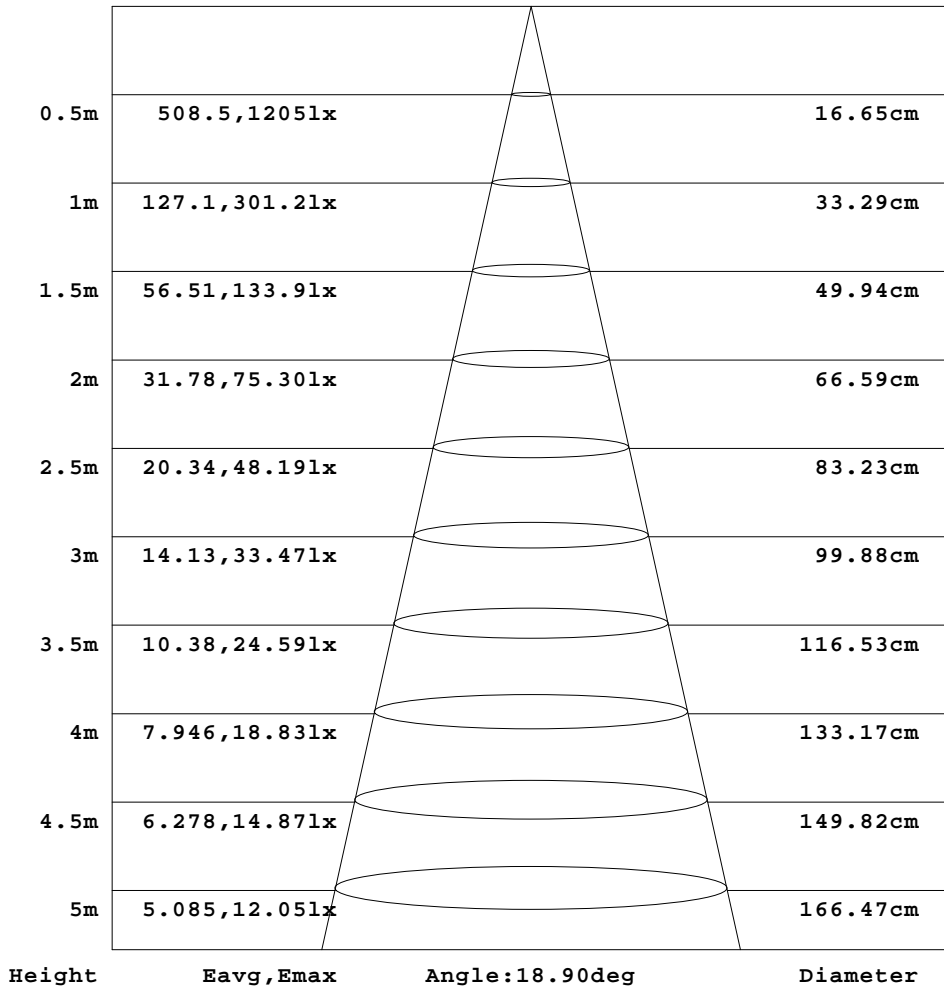 0.5m 508.5,1205lx 16.65cm
1m 127.1,301.2lx 33.29cm
1.5m 56.51,133.9lx 49.94cm
2m 31.78,75.30lx 66.59cm
2.5m 20.34,48.19lx 83.23cm
3m 14.13,33.47lx 99.88cm
3.5m 10.38,24.59lx 116.53cm
4m 7.946,18.83lx 133.17cm
4.5m 6.278,14.87lx 149.82cm
5m 5.085,12.05lx 166.47cm
Height Eavg,Emax Angle:18.90deg Diameter